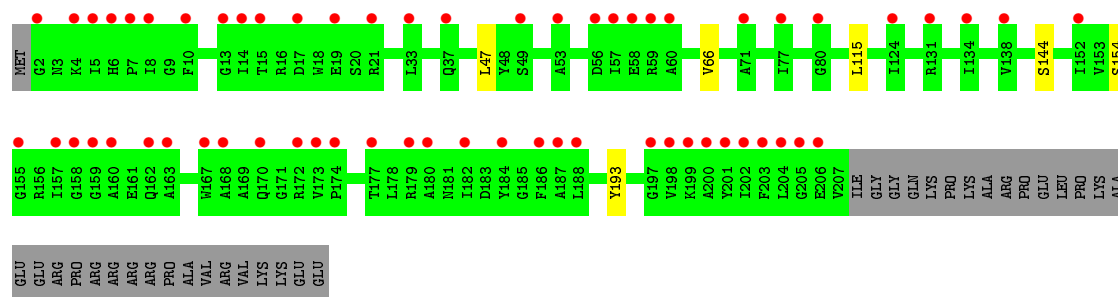 MET G2 N3 K4 I5 H6 P7 I8 G9 F10 G13 I14 T15 R16 D17 W18 E19 S20 R21 L33 Q37 L47 Y48 S49 A53 D56 I57 E58 R59 A60 V66 A71 I77 G80 L115 I124 R131 I134 V138 S144 I152 V153 S154
G155 R156 I157 G158 G159 A160 E161 Q162 A163 W167 A168 A169 Q170 G171 R172 V173 P174 T177 L178 R179 A180 N181 I182 D183 Y184 G185 F186 A187 L188 Y193 G197 V198 K199 A200 Y201 I202 F203 L204 G205 E206 V207 ILE GLY GLY GLN LYS PRO LYS ALA ARG PRO GLU LEU PRO LYS ALA
GLU GLU ARG PRO ARG ARG ARG ARG PRO ALA VAL ARG VAL LYS LYS GLU GLU